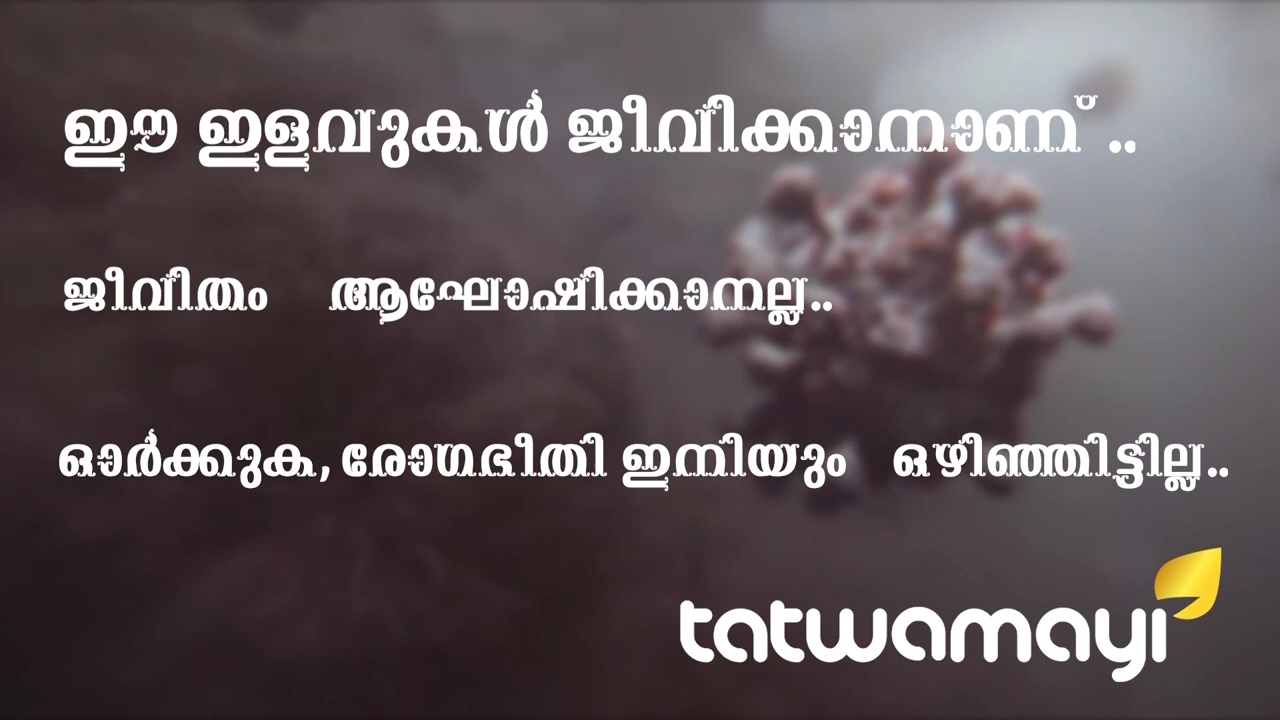 ഈ ഇളവുകൾ ജീവിക്കാനാണ് ..
ജീവിതം ആഘോഷിക്കാനല്ല..
ഓർക്കുക, രോഗഭീതി ഇനിയും ഒഴിഞ്ഞിട്ടില്ല..
tatwamayi